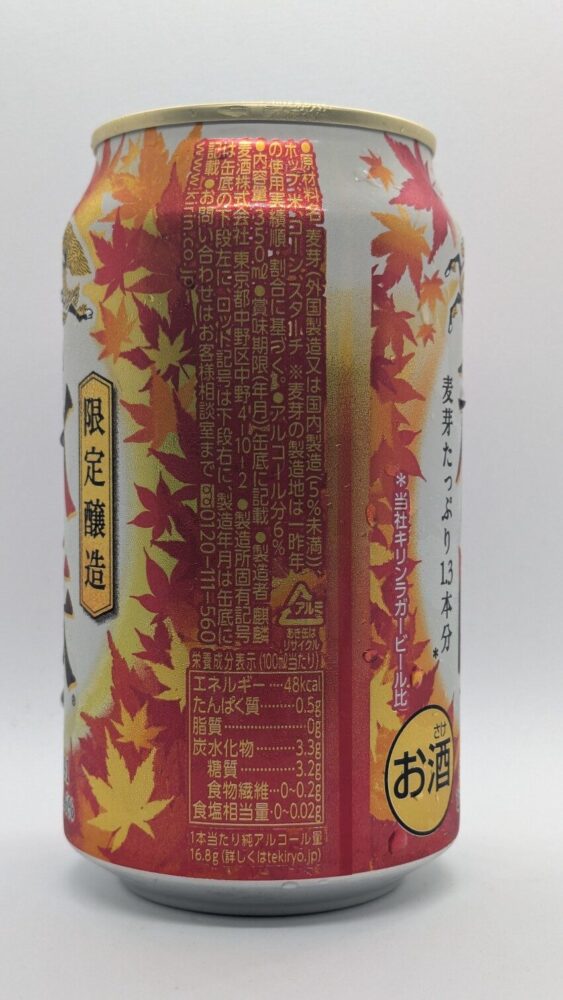 限定醸造
●原材料名:麦芽(外国製造又は国内製造(5%未満))、
ホップ、米、コーン、スターチ ※麦芽の製造地は一昨年
の使用実績順・割合に基づく。●アルコール分6%
●内容量:350mℓ●賞味期限(年月)缶底に記載 ●製造者 麒麟
麦酒株式会社 東京都中野区中野4-10-2 ●製造所固有記号
は缶底の下段左に、ロット記号は下段右に、製造年月は缶底に
記載 ●お問い合わせはお客様相談室まで 0120-111-560
www.kirin.co.jp
アルミ
あき缶は
リサイクル
栄養成分表示(100mℓ当たり)
エネルギー…48kcal
たんぱく質………0.5g
脂質………………0g
炭水化物………3.3g
糖質……………3.2g
食物繊維…0~0.2g
食塩相当量…0~0.02g
1本当たり純アルコール量
16.8g(詳しくはtekiryo.jp)
麦芽たっぷり1.3本分*
*当社キリンラガービール比
さけ
お酒